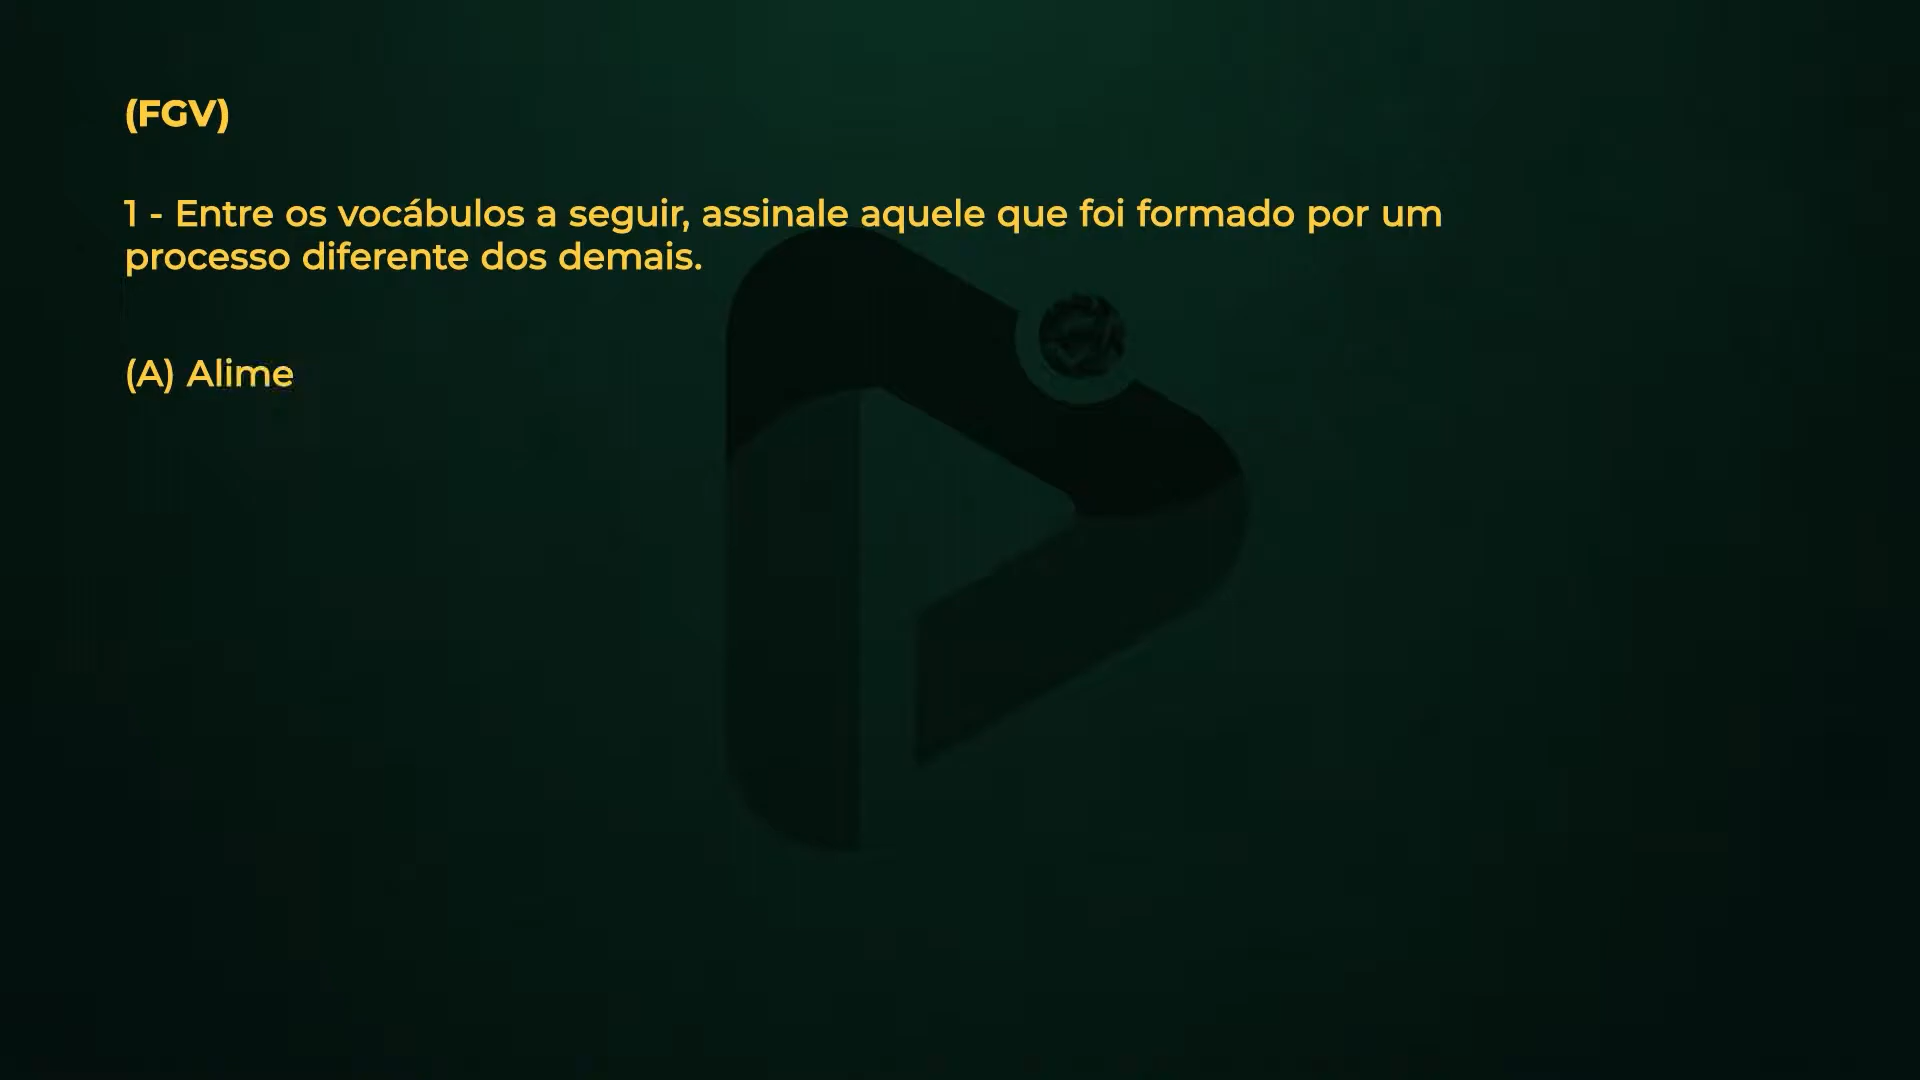 (FGV)
1 - Entre os vocábulos a seguir, assinale aquele que foi formado por um
processo diferente dos demais.
(A) Alime